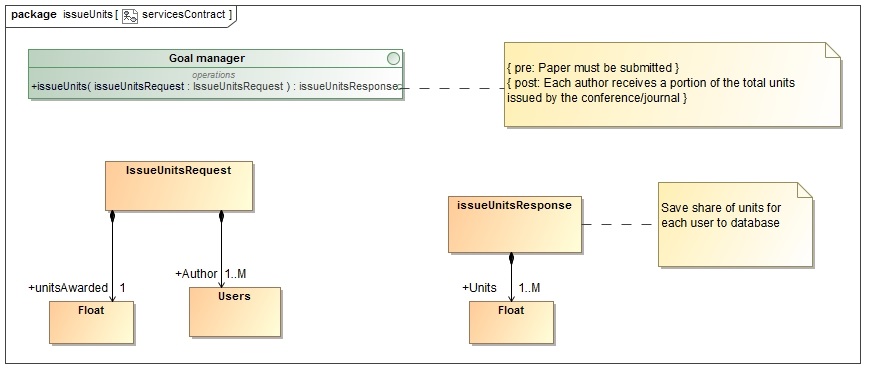 package issueUnits [ servicesContract ]
Goal manager
operations
+issueUnits( issueUnitsRequest : IssueUnitsRequest ) : issueUnitsResponse
{ pre: Paper must be submitted }
{ post: Each author receives a portion of the total units
issued by the conference/journal }
IssueUnitsRequest
issueUnitsResponse
Save share of units for
each user to database
+unitsAwarded 1
+Author 1..M
+Units 1..M
Float
Users
Float